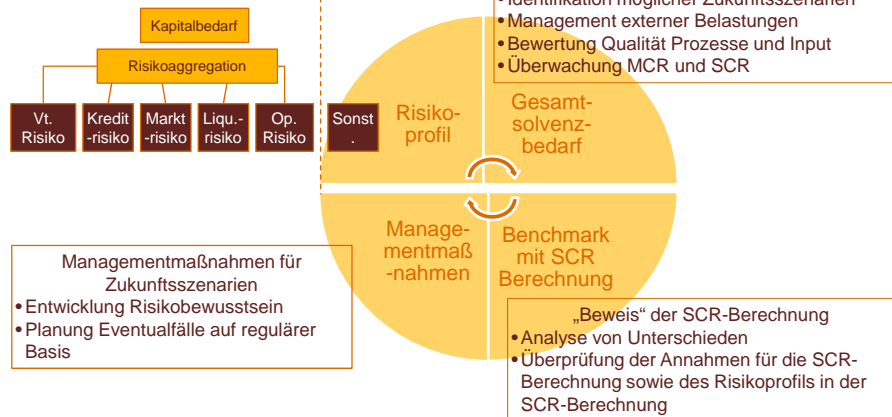 • Identifikation möglicher Zukunftsszenarien
• Management externer Belastungen
• Bewertung Qualität Prozesse und Input
• Überwachung MCR und SCR
Kapitalbedarf
Risikoaggregation
Vt.
Risiko
Kredit
-risiko
Markt
-risiko
Liqu.-
risiko
Op.
Risiko
Sonst
.
Risiko-
profil
Gesamt-
solvenz-
bedarf
Manage-
mentmaß
-nahmen
Benchmark
mit SCR
Berechnung
Managementmaßnahmen für
Zukunftsszenarien
• Entwicklung Risikobewusstsein
• Planung Eventualfälle auf regulärer
Basis
„Beweis“ der SCR-Berechnung
• Analyse von Unterschieden
• Überprüfung der Annahmen für die SCR-
Berechnung sowie des Risikoprofils in der
SCR-Berechnung